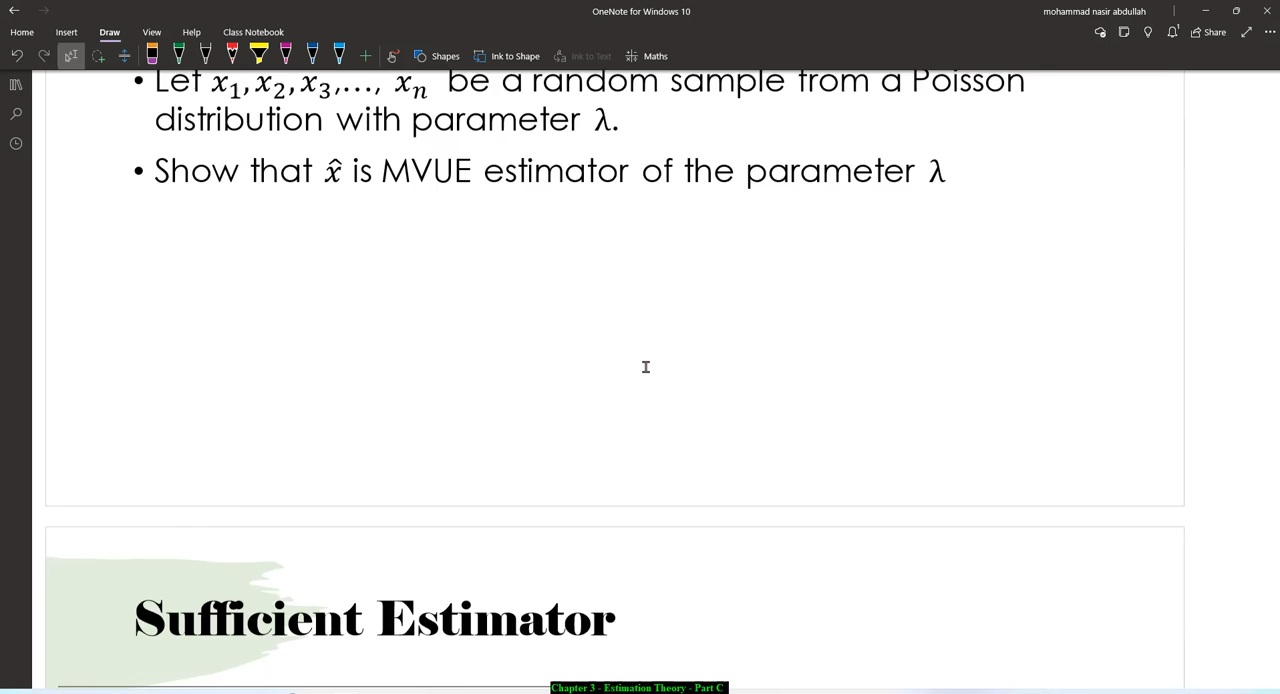 OneNote for Windows 10
mohammad nasir abdullah
Home Insert Draw View Help Class Notebook
1
Share
Shapes Ink to Shape Ink to Text Maths
• Let x₁, x₂, x₃,…, xₙ be a random sample from a Poisson
distribution with parameter λ.
• Show that x̂ is MVUE estimator of the parameter λ
Sufficient Estimator
Chapter 3 - Estimation Theory - Part C